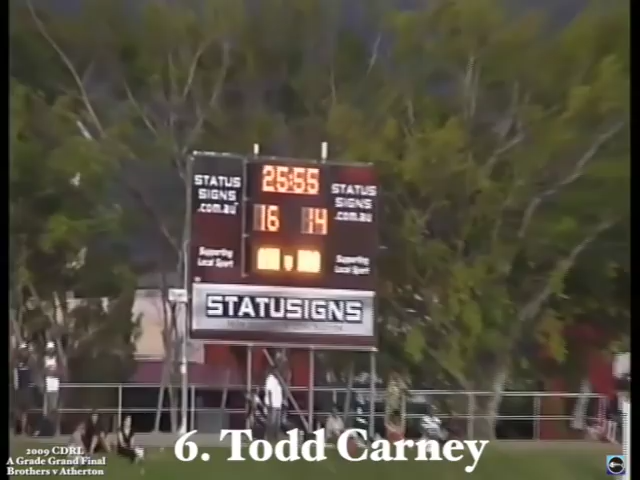 25:55
STATUS
SIGNS
.com.au
STATUS
SIGNS
.com.au
16 14
Supporting
Local Sport
Supporting
Local Sport
STATUSIGNS
6. Todd Carney
2009 CDRL
A Grade Grand Final
Brothers v Atherton